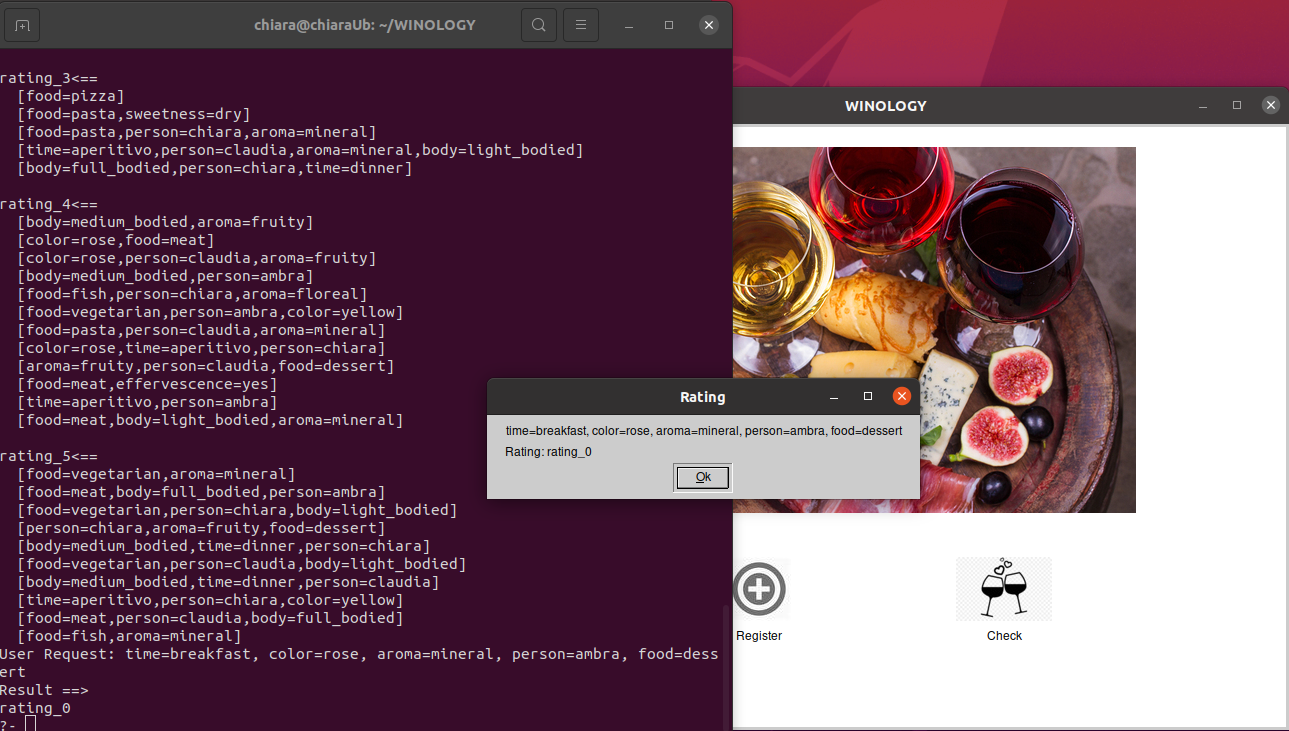 chiara@chiaraUb: ~/WINOLOGY
rating_3<==
[food=pizza]
[food=pasta,sweetness=dry]
[food=pasta,person=chiara,aroma=mineral]
[time=aperitivo,person=claudia,aroma=mineral,body=light_bodied]
[body=full_bodied,person=chiara,time=dinner]
rating_4<==
[body=medium_bodied,aroma=fruity]
[color=rose,food=meat]
[color=rose,person=claudia,aroma=fruity]
[body=medium_bodied,person=ambra]
[food=fish,person=chiara,aroma=floreal]
[food=vegetarian,person=ambra,color=yellow]
[food=pasta,person=claudia,aroma=mineral]
[color=rose,time=aperitivo,person=chiara]
[aroma=fruity,person=claudia,food=dessert]
[food=meat,effervescence=yes]
[time=aperitivo,person=ambra]
[food=meat,body=light_bodied,aroma=mineral]
rating_5<==
[food=vegetarian,aroma=mineral]
[food=meat,body=full_bodied,person=ambra]
[food=vegetarian,person=chiara,body=light_bodied]
[person=chiara,aroma=fruity,food=dessert]
[body=medium_bodied,time=dinner,person=chiara]
[food=vegetarian,person=claudia,body=light_bodied]
[body=medium_bodied,time=dinner,person=claudia]
[time=aperitivo,person=chiara,color=yellow]
[food=meat,person=claudia,body=full_bodied]
[food=fish,aroma=mineral]
User Request: time=breakfast, color=rose, aroma=mineral, person=ambra, food=dess
ert
Result ==>
rating_0
?-
WINOLOGY
Rating
time=breakfast, color=rose, aroma=mineral, person=ambra, food=dessert
Rating: rating_0
Ok
Register
Check